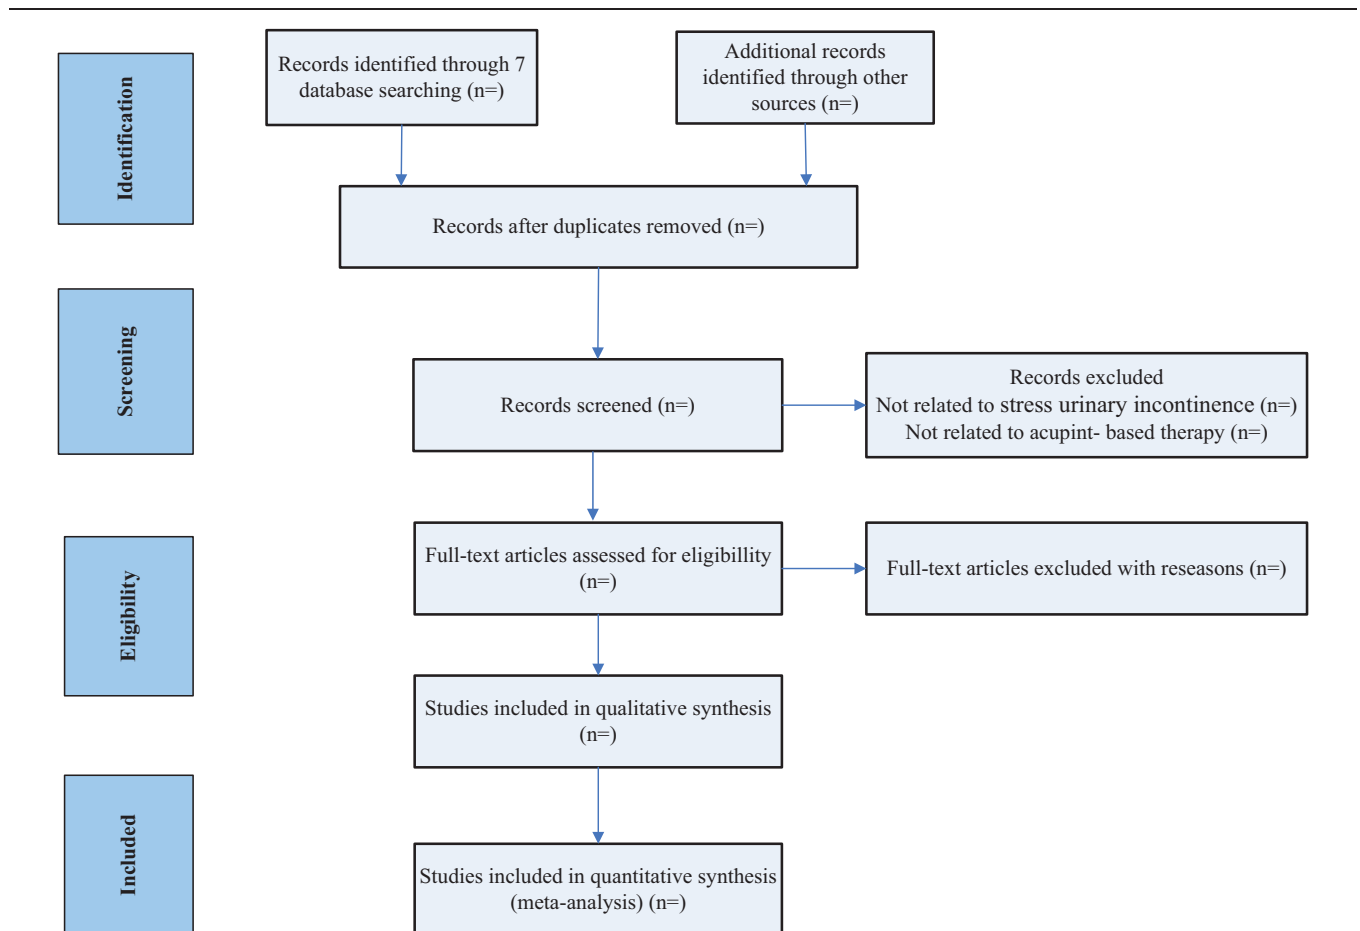 Identification
Records identified through 7
database searching (n=)
Additional records
identified through other
sources (n=)
Records after duplicates removed (n=)
Screening
Records screened (n=)
Records excluded
Not related to stress urinary incontinence (n=)
Not related to acupint- based therapy (n=)
Eligibility
Full-text articles assessed for eligibillity
(n=)
Full-text articles excluded with reseasons (n=)
Studies included in qualitative synthesis
(n=)
Included
Studies included in quantitative synthesis
(meta-analysis) (n=)